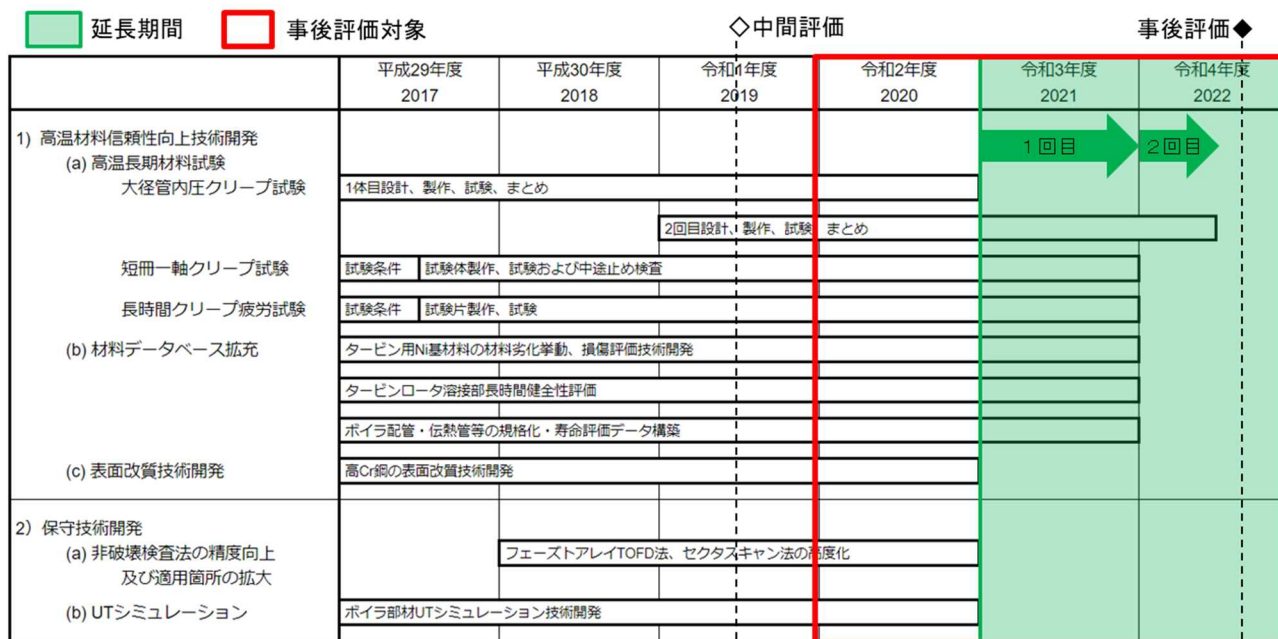 延長期間 事後評価対象 ◇中間評価 事後評価◆
平成29年度 平成30年度 令和1年度 令和2年度 令和3年度 令和4年度
2017 2018 2019 2020 2021 2022
1) 高温材料信頼性向上技術開発
1回目 2回目
(a) 高温長期材料試験
大径管内圧クリープ試験 1体目設計、製作、試験、まとめ
2回目設計、製作、試験、まとめ
短冊一軸クリープ試験 試験条件 試験体製作、試験および中途止め検査
長時間クリープ疲労試験 試験条件 試験片製作、試験
(b) 材料データベース拡充 タービン用Ni基材料の材料劣化挙動、損傷評価技術開発
タービンロータ溶接部長時間健全性評価
ボイラ配管・伝熱管等の規格化・寿命評価データ構築
(c) 表面改質技術開発 高Cr鋼の表面改質技術開発
2) 保守技術開発
(a) 非破壊検査法の精度向上 フェーズトアレイTOFD法、セクタスキャン法の高度化
及び適用箇所の拡大
(b) UTシミュレーション ボイラ部材UTシミュレーション技術開発